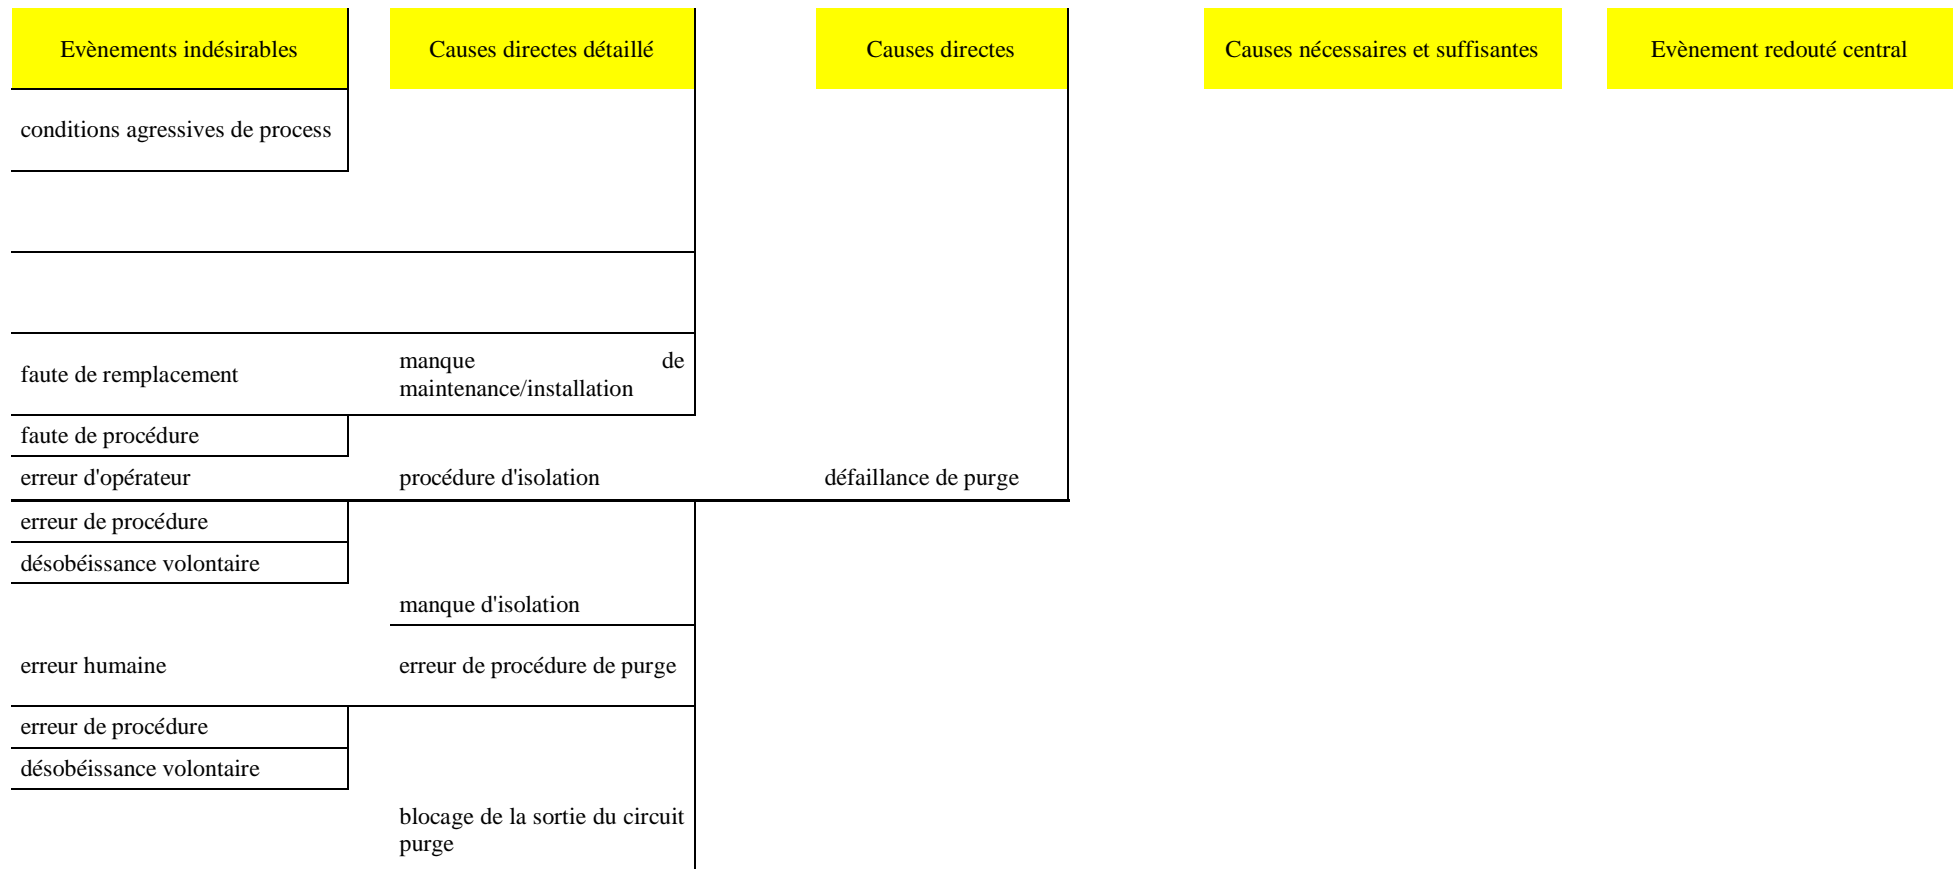 Evènements indésirables
Causes directes détaillé
Causes directes
Causes nécessaires et suffisantes
Evènement redouté central
conditions agressives de process
faute de remplacement
manque de
maintenance/installation
faute de procédure
erreur d'opérateur
procédure d'isolation
défaillance de purge
erreur de procédure
désobéissance volontaire
manque d'isolation
erreur humaine
erreur de procédure de purge
erreur de procédure
désobéissance volontaire
blocage de la sortie du circuit
purge